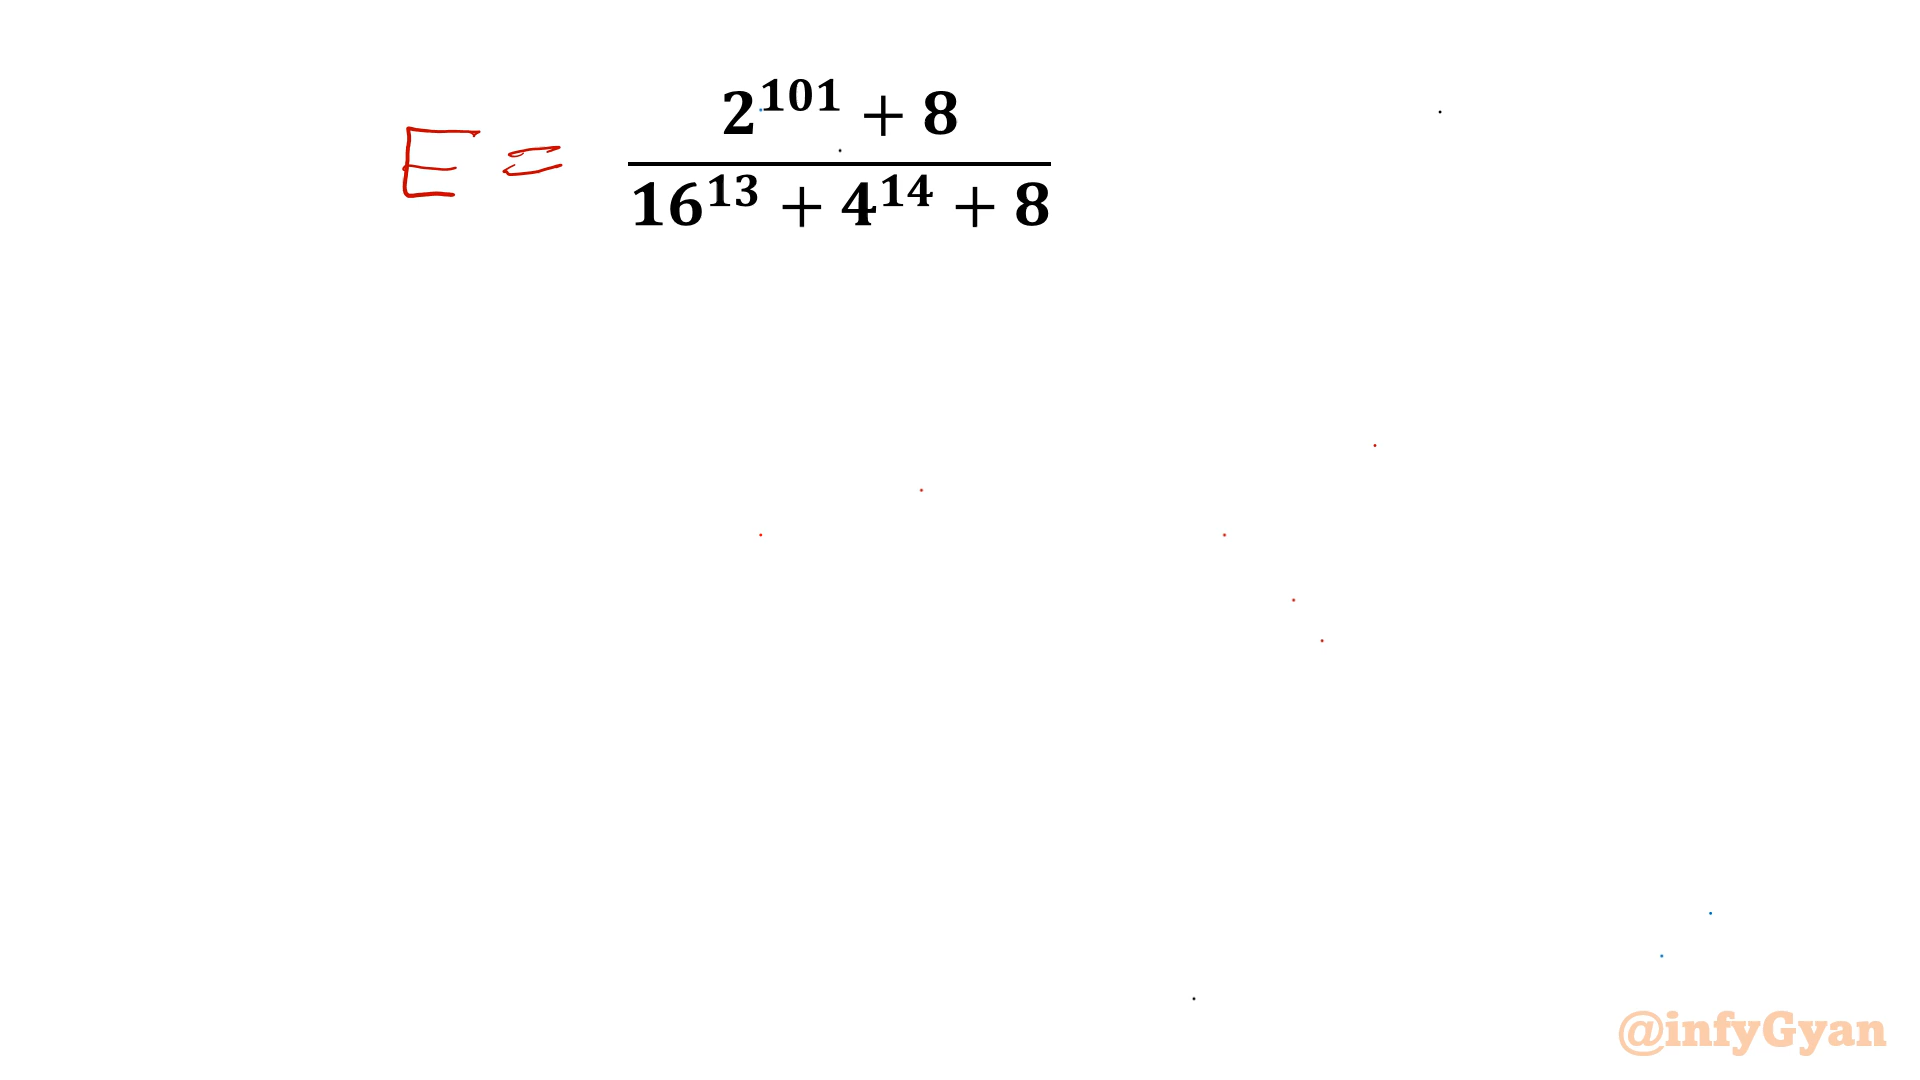 E = 2^101 + 8
16^13 + 4^14 + 8
@infyGyan